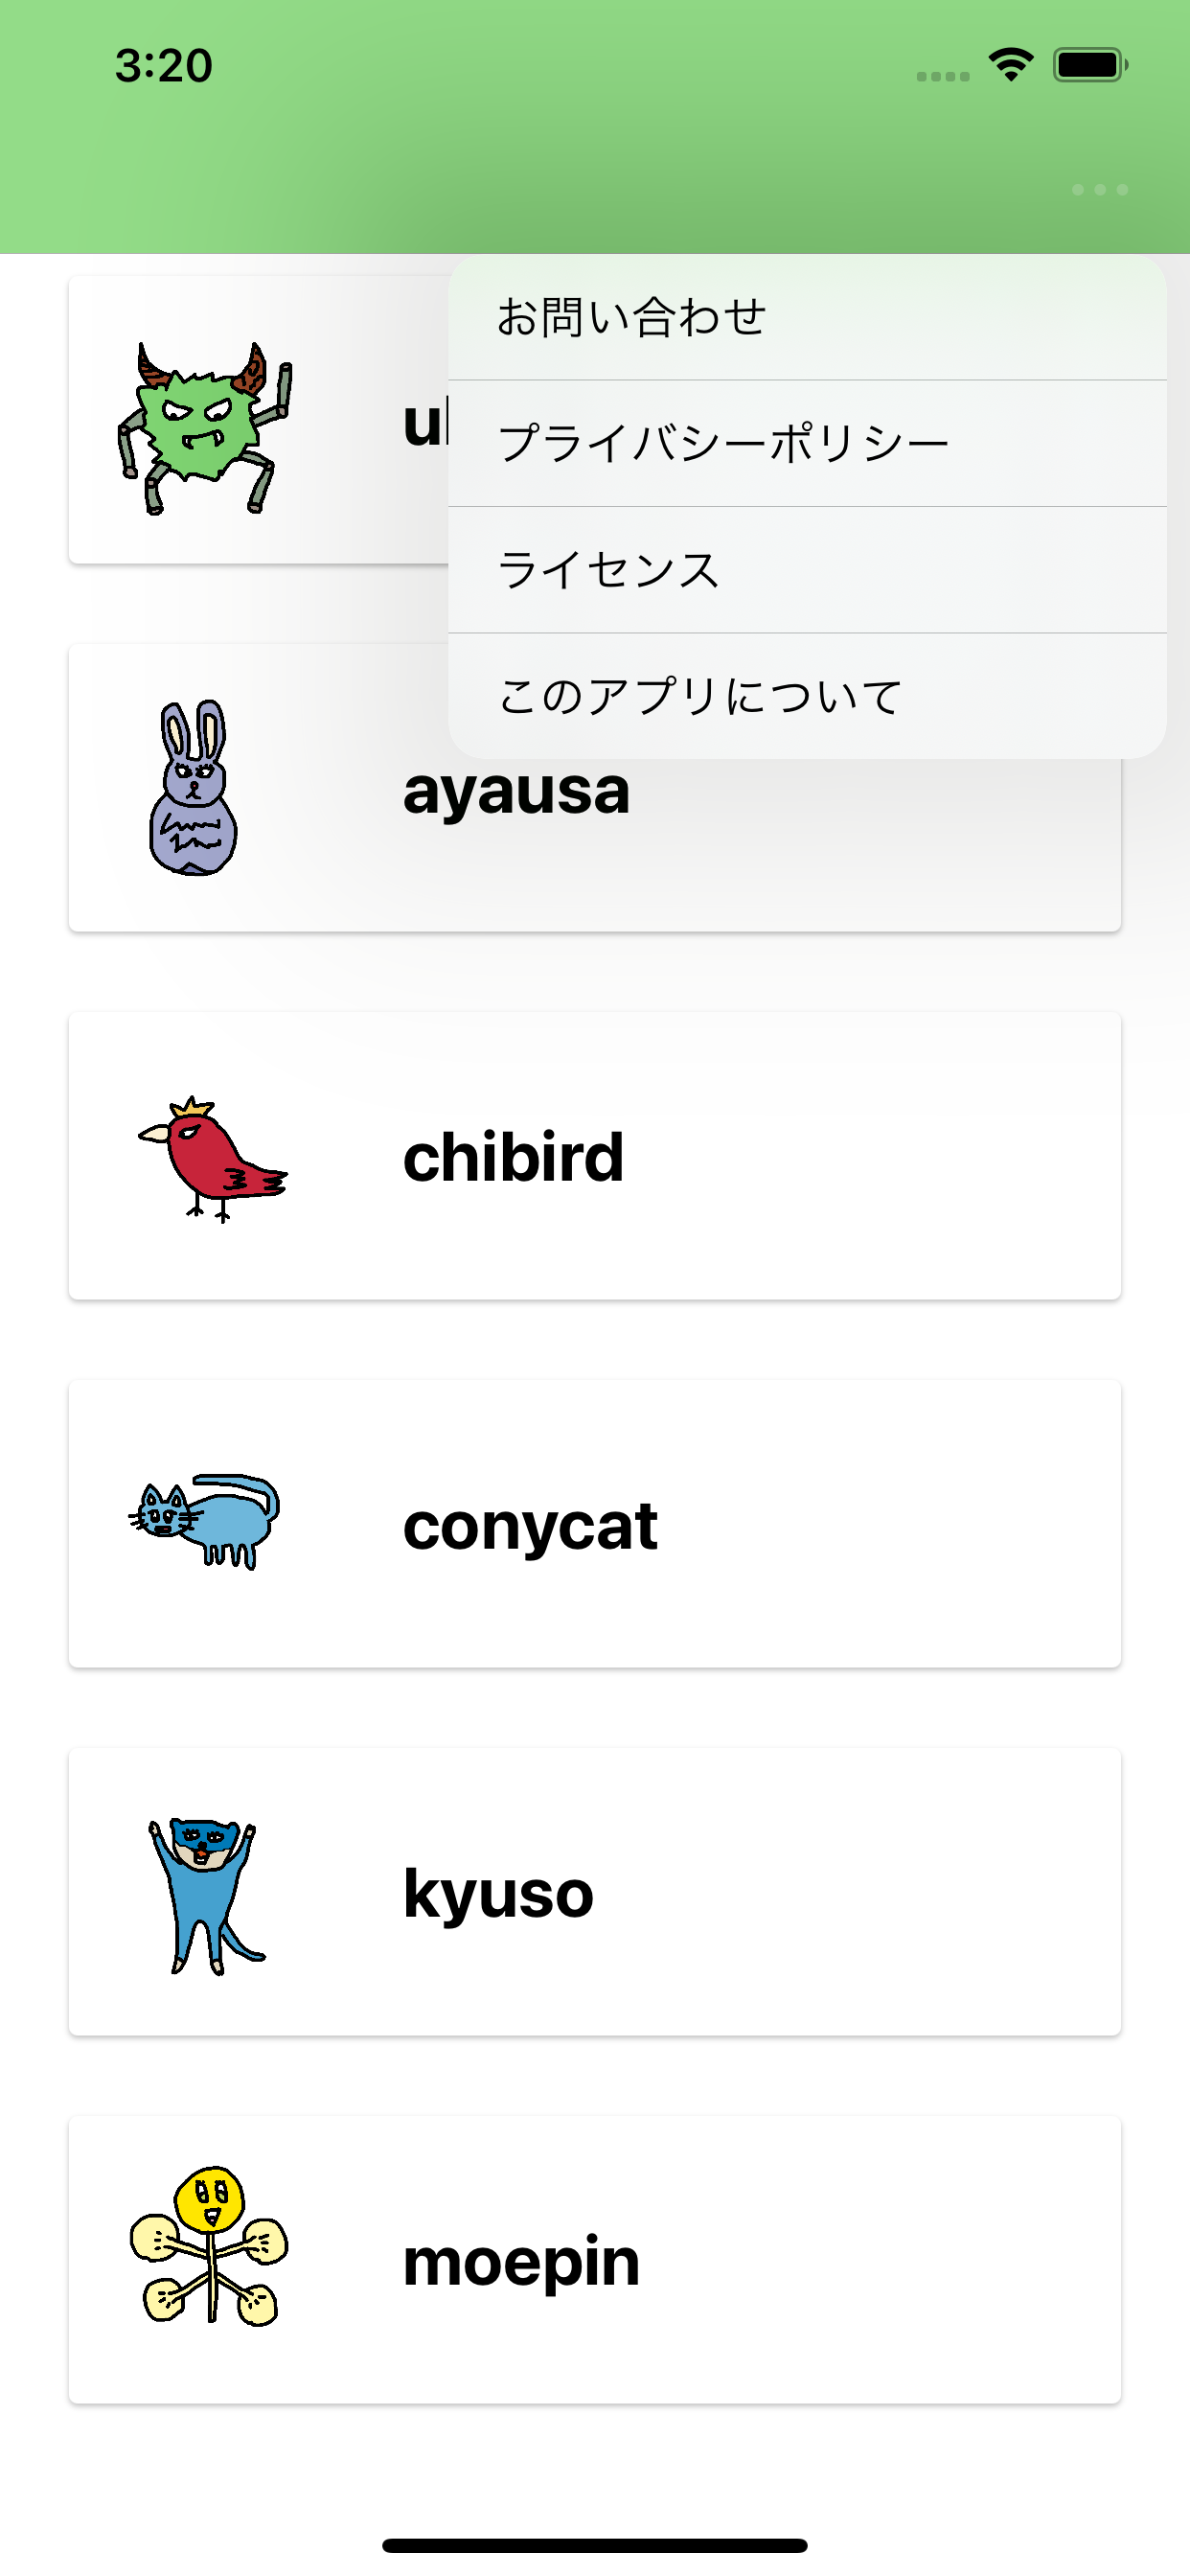 3:20
お問い合わせ
プライバシーポリシー
ライセンス
このアプリについて
ayausa
chibird
conycat
kyuso
moepin